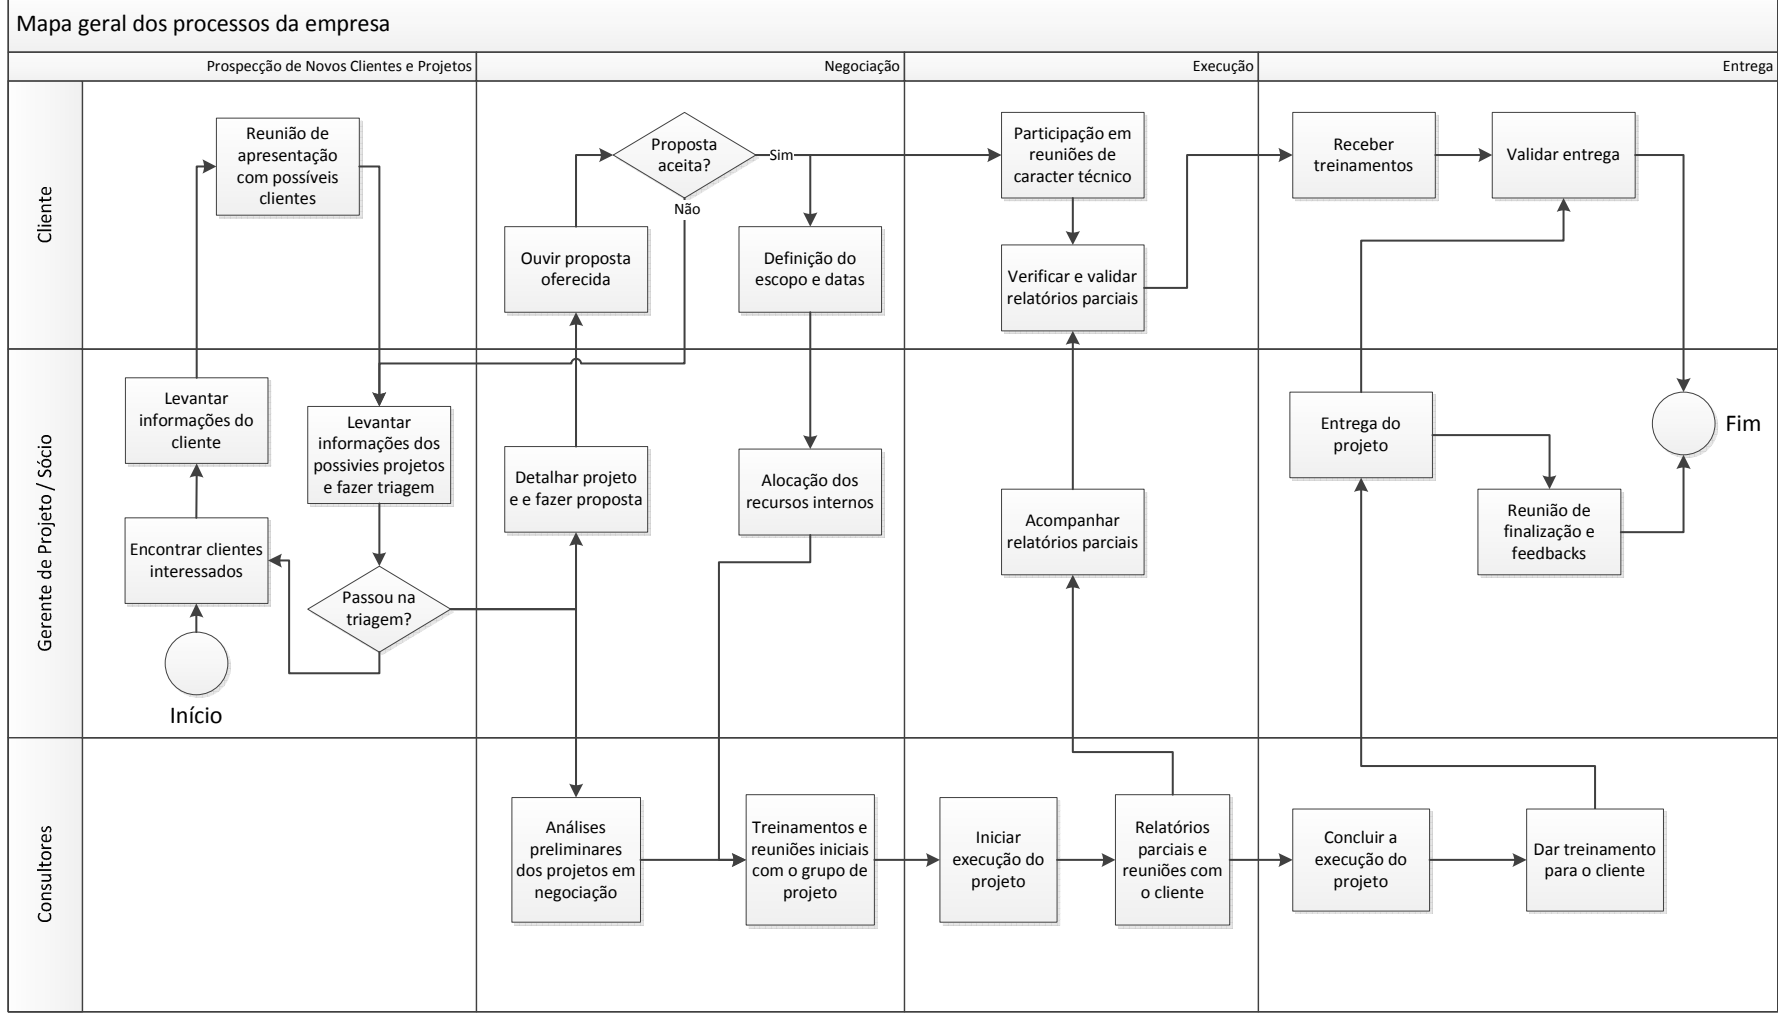 Mapa geral dos processos da empresa
Prospecção de Novos Clientes e Projetos
Negociação
Execução
Entrega
Cliente
Reunião de
apresentação
com possíveis
clientes
Proposta
aceita?
Sim
Não
Ouvir proposta
oferecida
Definição do
escopo e datas
Participação em
reuniões de
caracter técnico
Verificar e validar
relatórios parciais
Receber
treinamentos
Validar entrega
Gerente de Projeto / Sócio
Levantar
informações do
cliente
Levantar
informações dos
possivies projetos
e fazer triagem
Encontrar clientes
interessados
Passou na
triagem?
Início
Detalhar projeto
e e fazer proposta
Alocação dos
recursos internos
Acompanhar
relatórios parciais
Entrega do
projeto
Reunião de
finalização e
feedbacks
Fim
Consultores
Análises
preliminares
dos projetos em
negociação
Treinamentos e
reuniões iniciais
com o grupo de
projeto
Iniciar
execução do
projeto
Relatórios
parciais e
reuniões com
o cliente
Concluir a
execução do
projeto
Dar treinamento
para o cliente